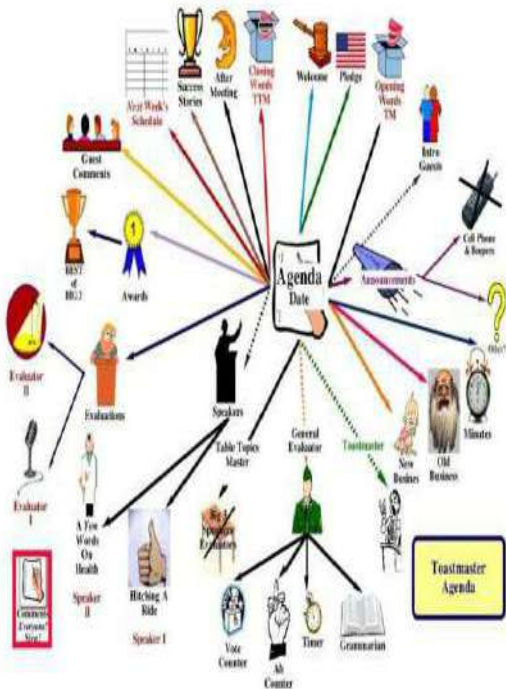 Next Week's
Schedule
Success
Stories
After
Meeting
Closing
Words
TTM
Welcome
Pledge
Opening
Words
TM
Intro
Guests
Guest
Comments
Cell Phone
& Beepers
Agenda
Date
Announcements
BEST
of
Awards
Other?
Minutes
Evaluator
II
Evaluations
Speakers
General
Evaluator
Toastmaster
New
Busines
Old
Business
Table Topics
Master
Evaluator
I
A Few
Words
On
Health
Speaker
II
Hitching A
Ride
Speaker I
Evaluators
Vote
Counter
Ah
Counter
Timer
Grammarian
Toastmaster
Agenda